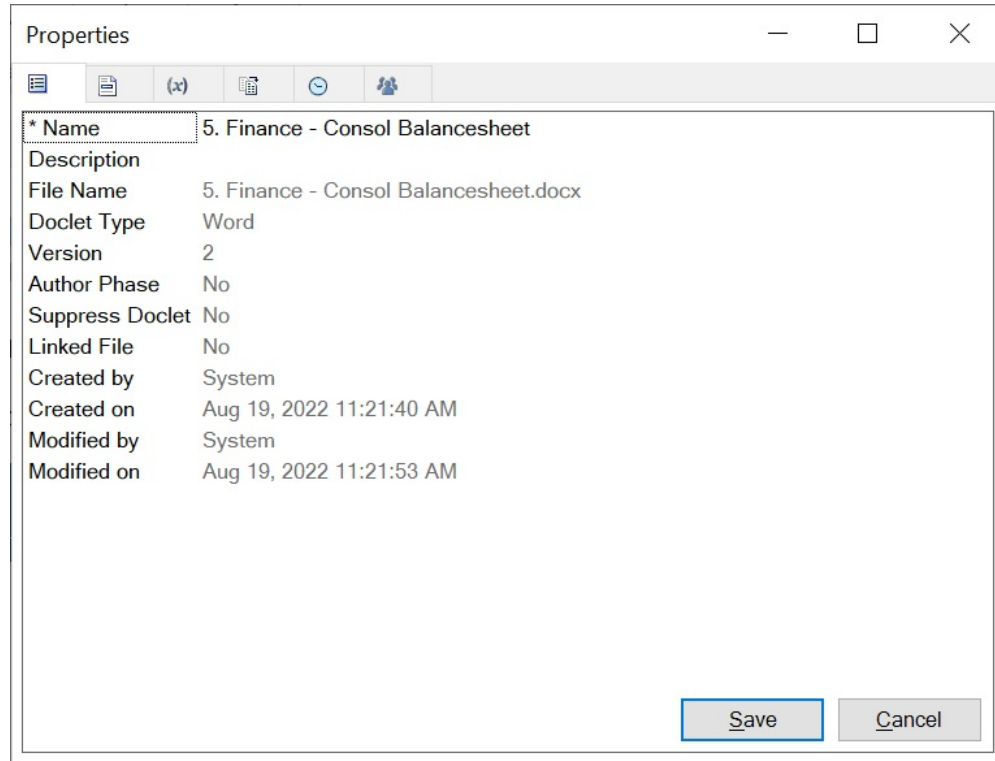 Properties
(x)
* Name 5. Finance - Consol Balancesheet
Description
File Name 5. Finance - Consol Balancesheet.docx
Doclet Type Word
Version 2
Author Phase No
Suppress Doclet No
Linked File No
Created by System
Created on Aug 19, 2022 11:21:40 AM
Modified by System
Modified on Aug 19, 2022 11:21:53 AM
Save Cancel